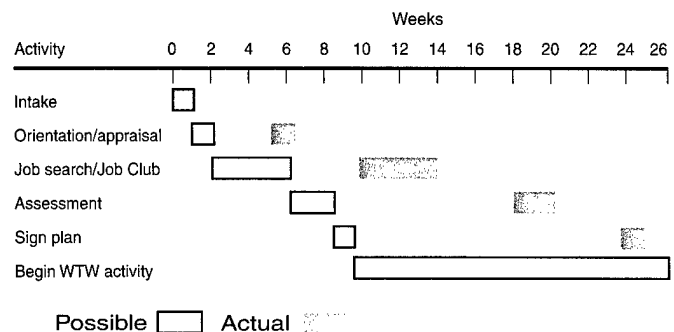 Weeks
Activity 0 2 4 6 8 10 12 14 16 18 20 22 24 26
Intake
Orientation/appraisal
Job search/Job Club
Assessment
Sign plan
Begin WTW activity
Possible Actual